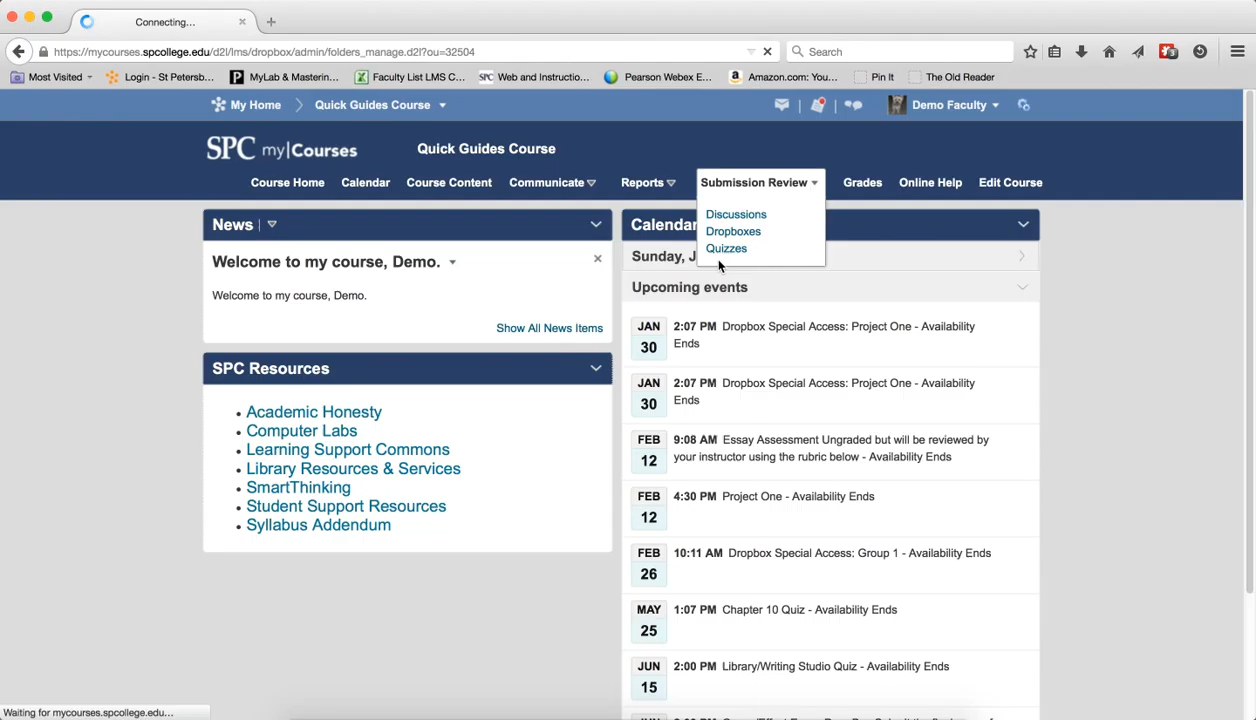 Connecting...
https://mycourses.spcollege.edu/d2l/lms/dropbox/admin/folders_manage.d2l?ou=32504
Search
Most Visited
Login - St Petersb...
MyLab & Masterin...
Faculty List LMS C...
Web and Instructio...
Pearson Webex E...
Amazon.com: You...
Pin It
The Old Reader
My Home
Quick Guides Course
Demo Faculty
SPC my|Courses
Quick Guides Course
Course Home
Calendar
Course Content
Communicate
Reports
Submission Review
Grades
Online Help
Edit Course
Discussions
Dropboxes
Quizzes
News
Welcome to my course, Demo.
Welcome to my course, Demo.
Show All News Items
SPC Resources
Academic Honesty
Computer Labs
Learning Support Commons
Library Resources & Services
SmartThinking
Student Support Resources
Syllabus Addendum
Calendar
Sunday, J
Upcoming events
JAN 30
2:07 PM Dropbox Special Access: Project One - Availability
Ends
JAN 30
2:07 PM Dropbox Special Access: Project One - Availability
Ends
FEB 12
9:08 AM Essay Assessment Ungraded but will be reviewed by
your instructor using the rubric below - Availability Ends
FEB 12
4:30 PM Project One - Availability Ends
FEB 26
10:11 AM Dropbox Special Access: Group 1 - Availability Ends
MAY 25
1:07 PM Chapter 10 Quiz - Availability Ends
JUN 15
2:00 PM Library/Writing Studio Quiz - Availability Ends
Waiting for mycourses.spcollege.edu...